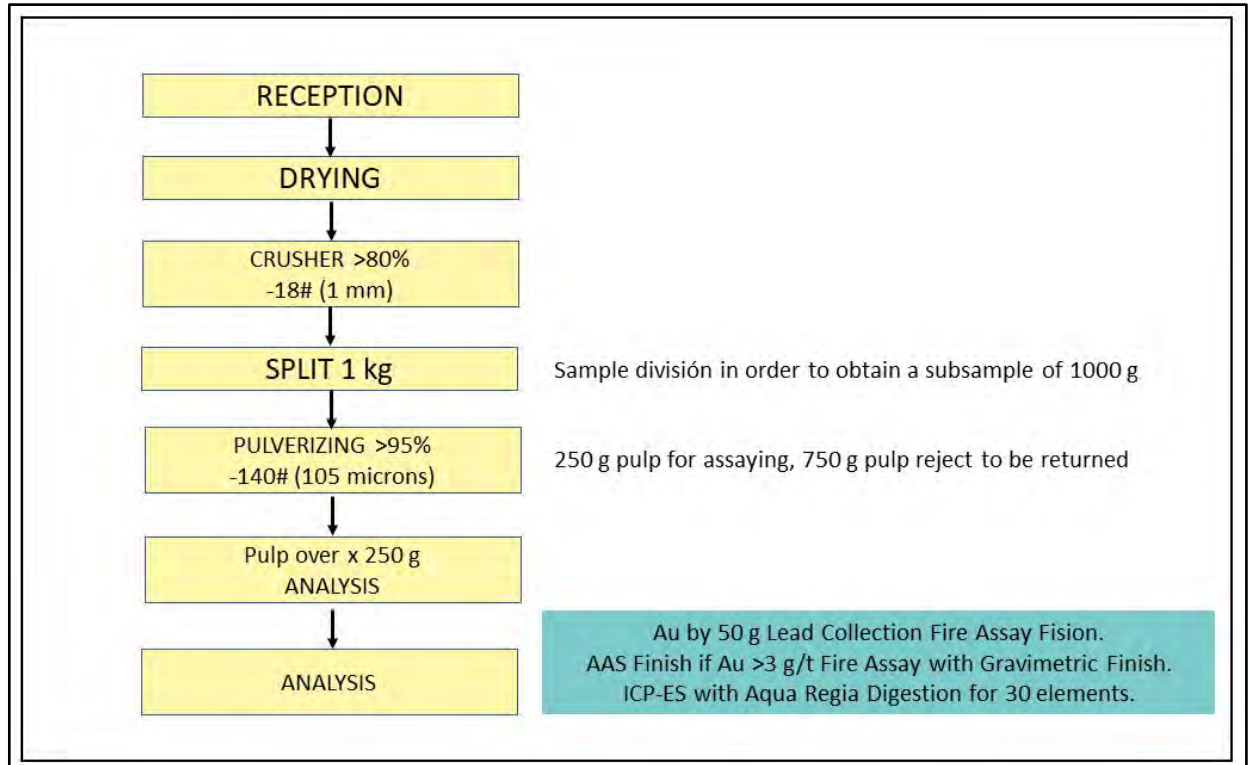 RECEPTION
DRYING
CRUSHER >80%
-18# (1 mm)
SPLIT 1 kg
Sample división in order to obtain a subsample of 1000 g
PULVERIZING >95%
-140# (105 microns)
250 g pulp for assaying, 750 g pulp reject to be returned
Pulp over x 250 g
ANALYSIS
ANALYSIS
Au by 50 g Lead Collection Fire Assay Fision.
AAS Finish if Au >3 g/t Fire Assay with Gravimetric Finish.
ICP-ES with Aqua Regia Digestion for 30 elements.